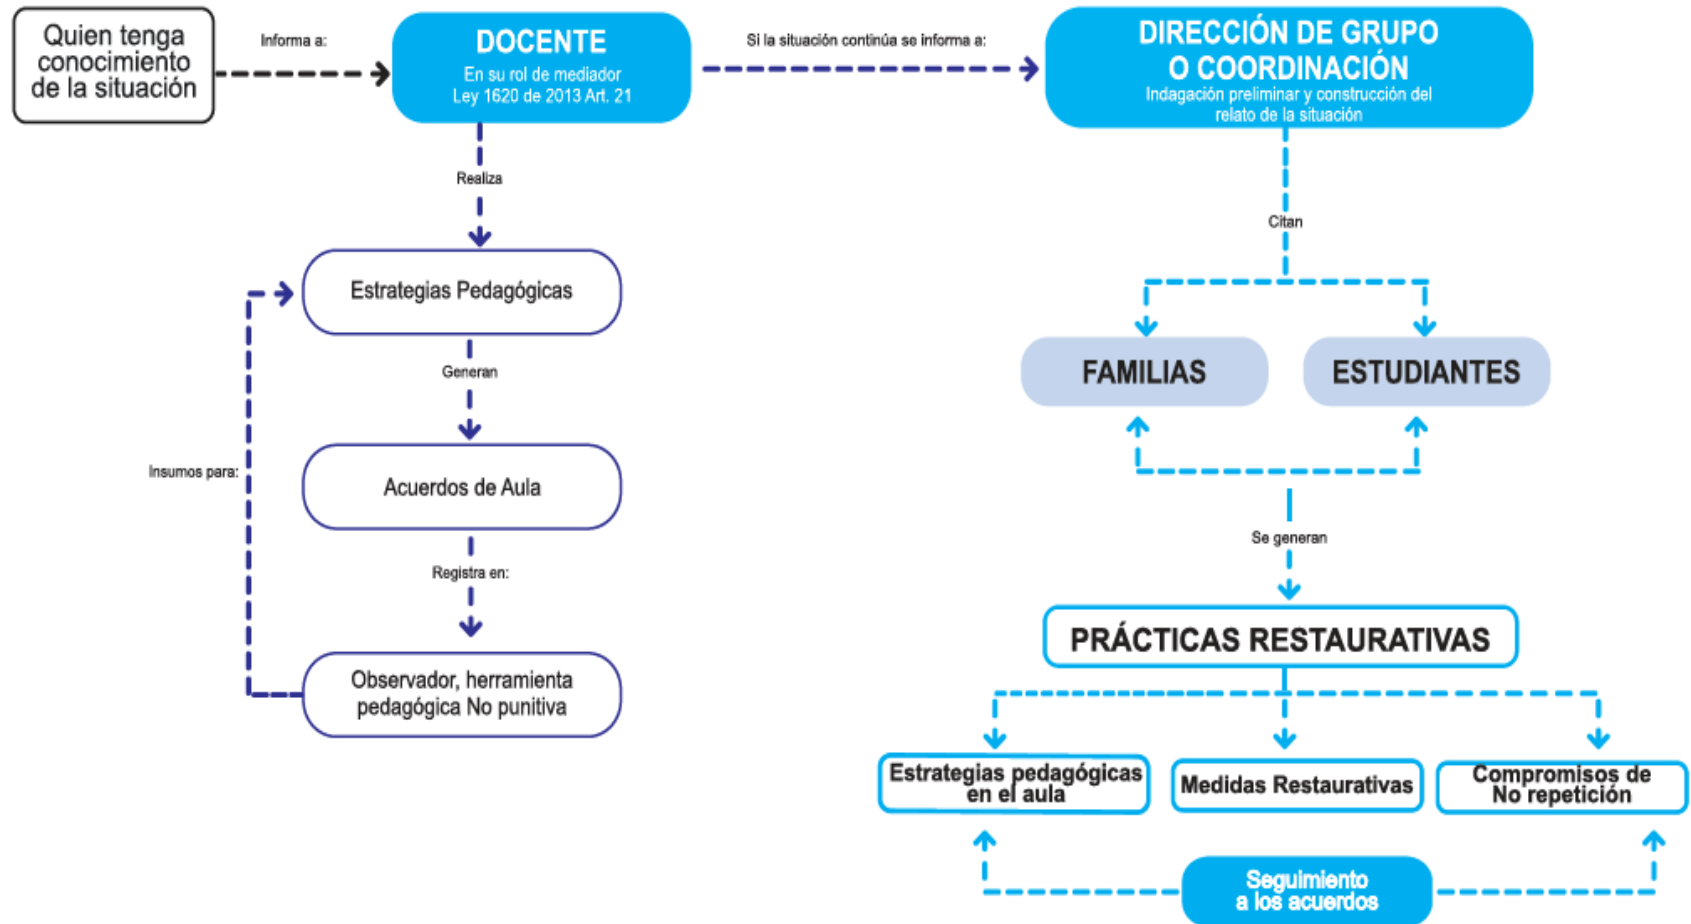 Quien tenga
conocimiento
de la situación
Informa a:
DOCENTE
En su rol de mediador
Ley 1620 de 2013 Art. 21
Si la situación continúa se informa a:
DIRECCIÓN DE GRUPO
O COORDINACIÓN
Indagación preliminar y construcción del
relato de la situación
Realiza
Estrategias Pedagógicas
Generan
Acuerdos de Aula
Registra en:
Observador, herramienta
pedagógica No punitiva
Insumos para:
Citan
FAMILIAS
ESTUDIANTES
Se generan
PRÁCTICAS RESTAURATIVAS
Estrategias pedagógicas
en el aula
Medidas Restaurativas
Compromisos de
No repetición
Seguimiento
a los acuerdos